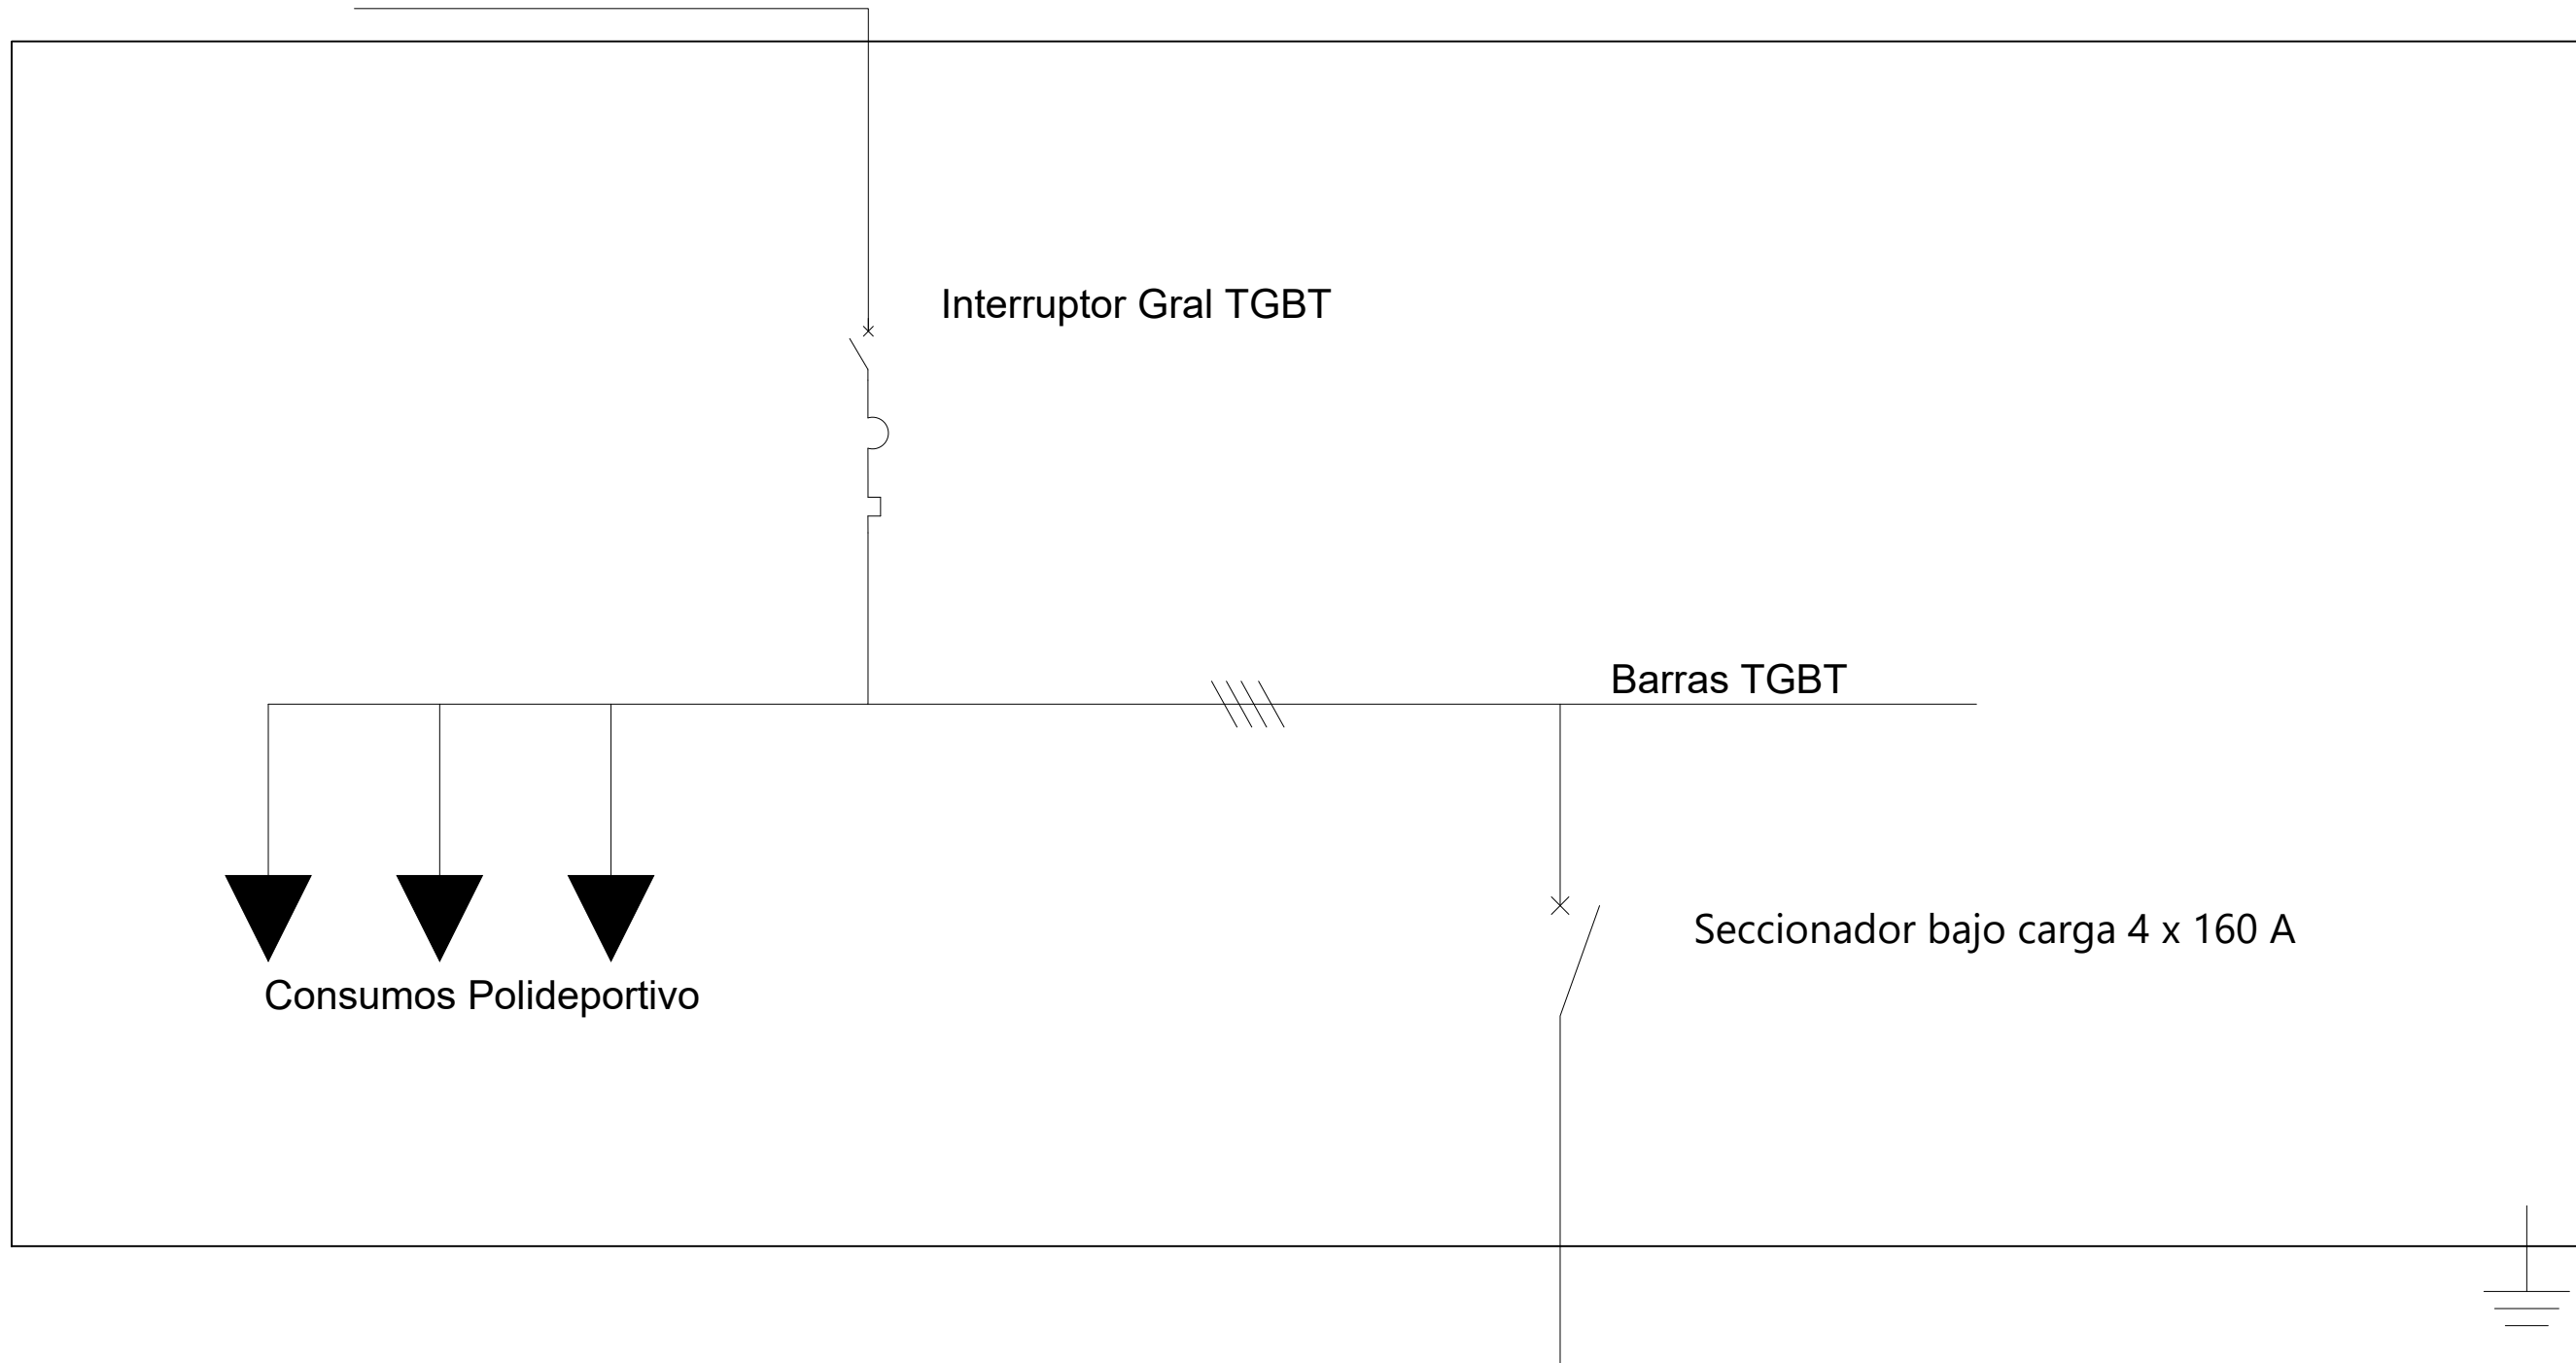 Interruptor Gral TGBT
Barras TGBT
Seccionador bajo carga 4 x 160 A
Consumos Polideportivo